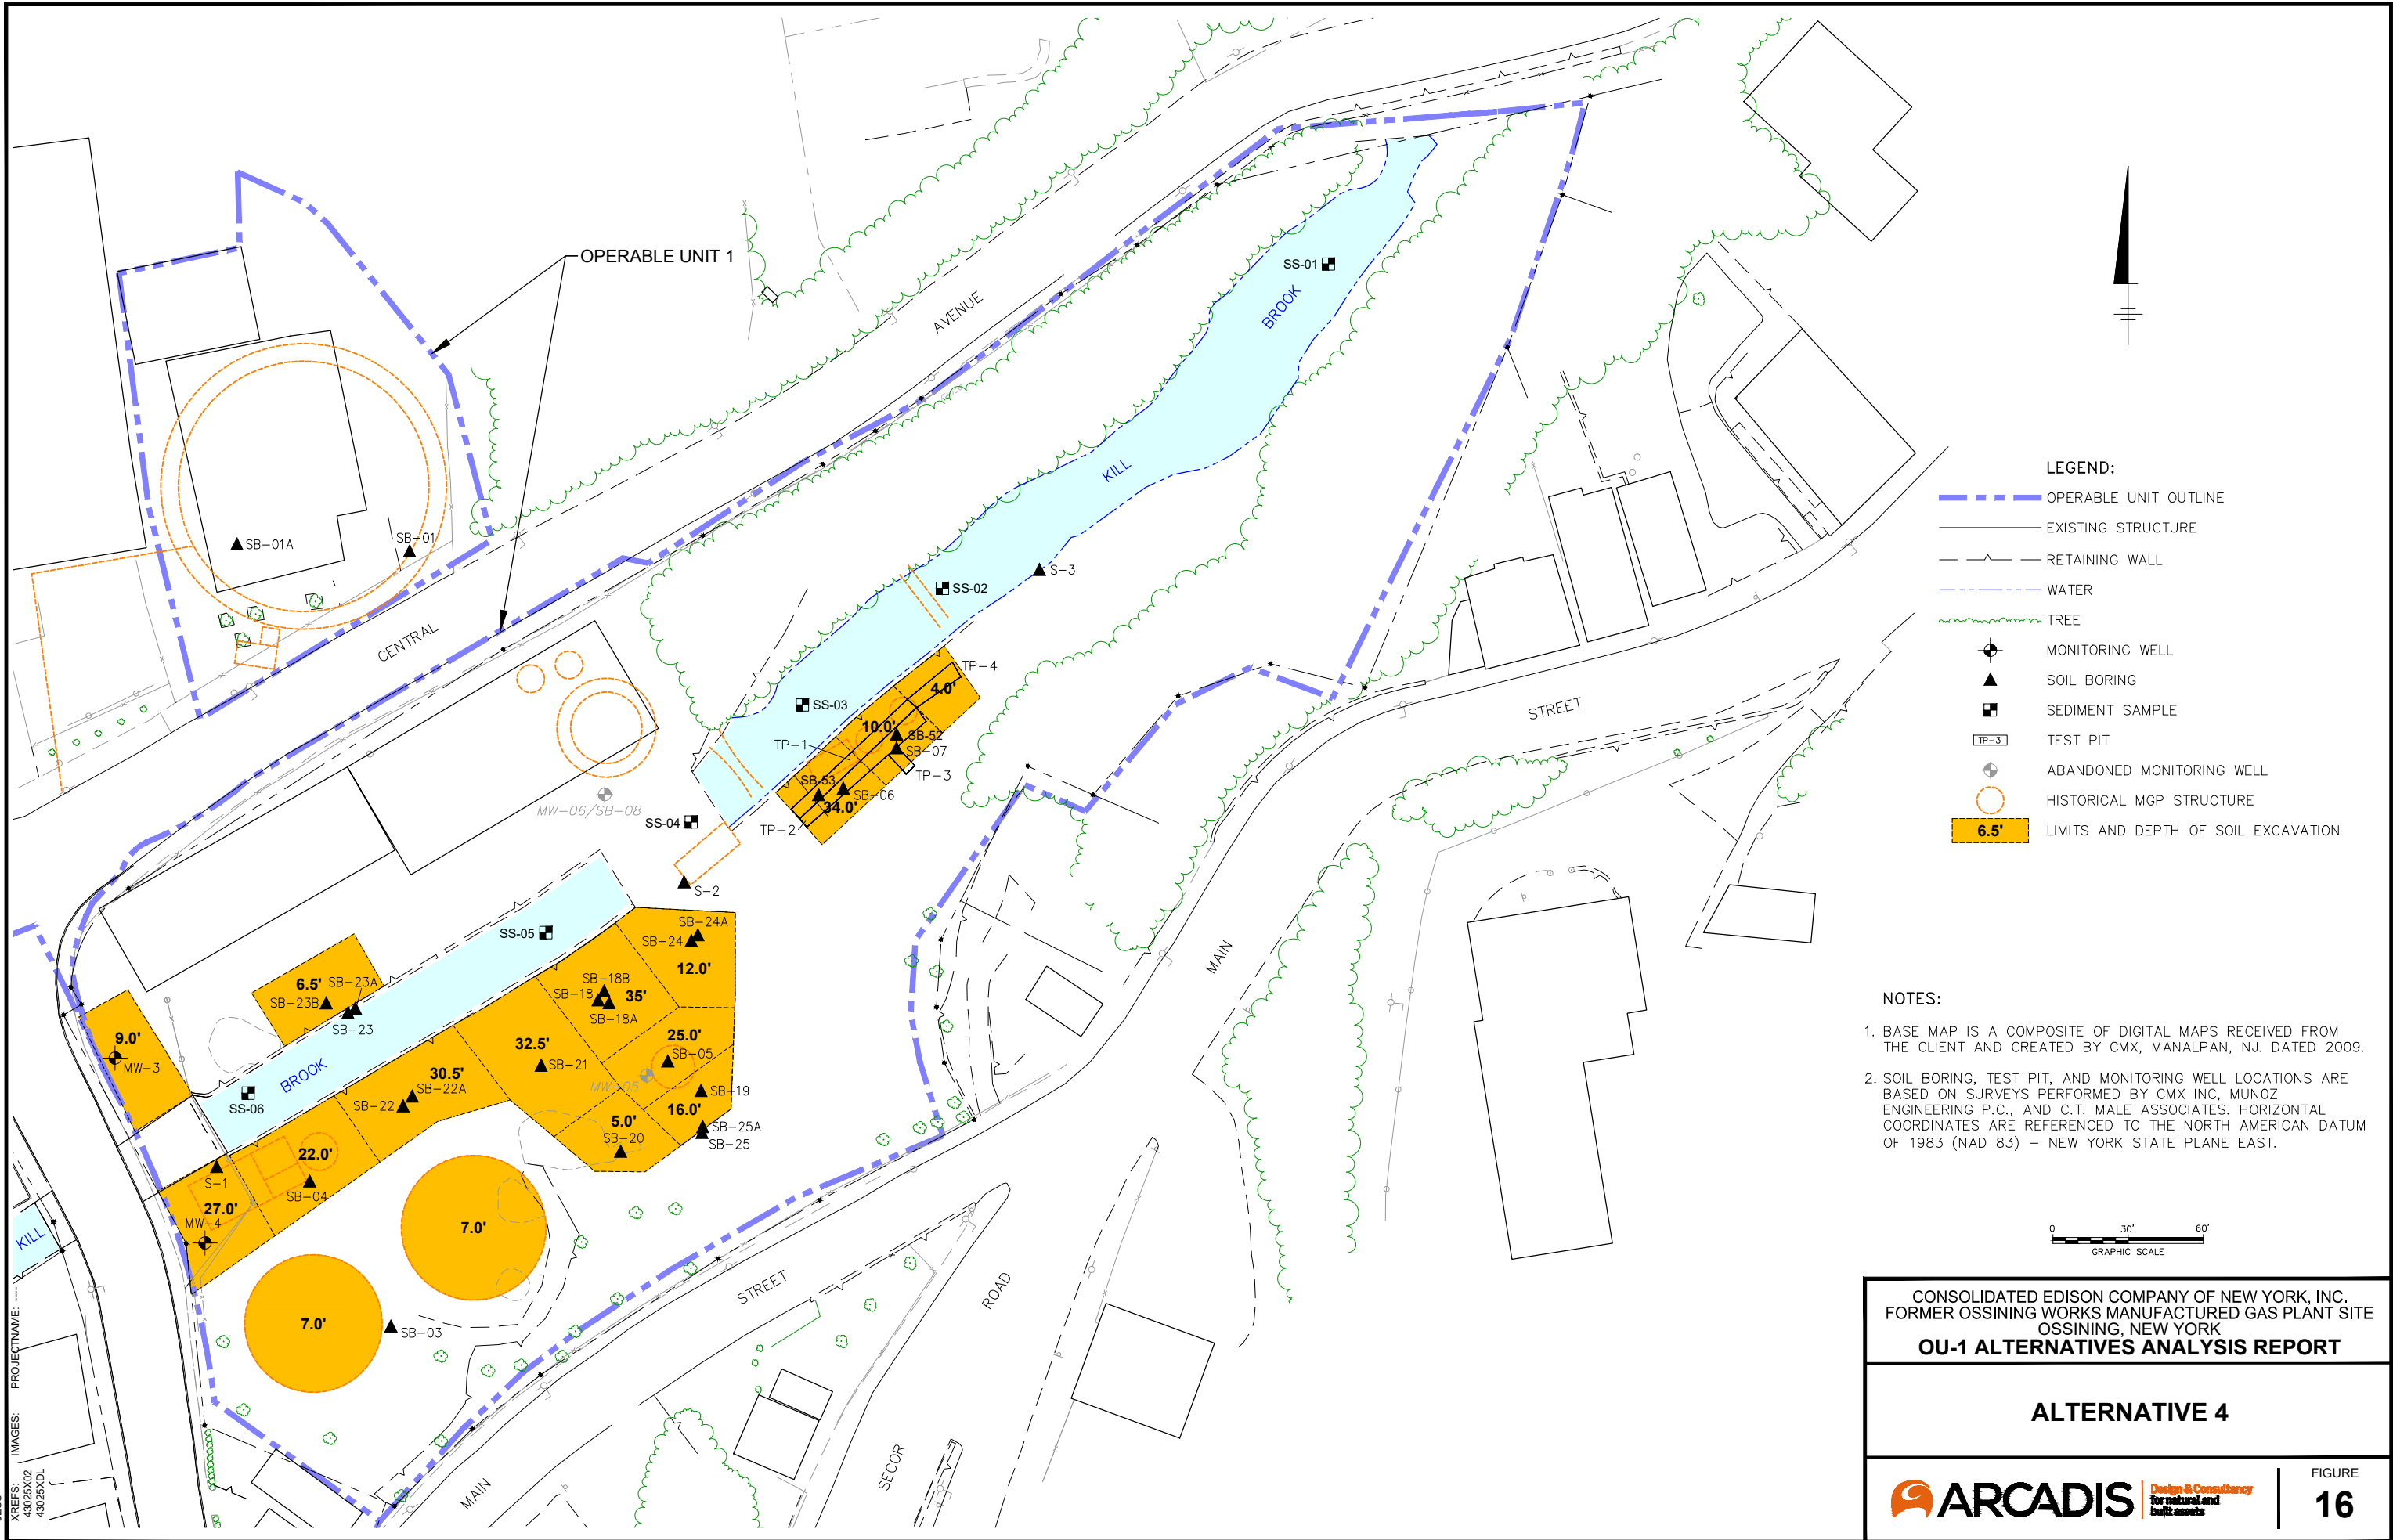 OPERABLE UNIT 1
AVENUE
SS-01
BROOK
KILL
SB-01A
SB-01
CENTRAL
SS-02
S-3
TP-4
4.0'
SS-03
10.0'
SB-52
TP-1
SB-07
TP-3
SB-53
SB-06
34.0'
TP-2
MW-06/SB-08
SS-04
S-2
STREET
MAIN
SS-05
SB-24A
SB-24
12.0'
6.5'
SB-23A
SB-23B
SB-23
SB-18B
SB-18
35'
SB-18A
9.0'
MW-3
32.5'
25.0'
SB-05
SB-21
30.5'
BROOK
SS-06
SB-22A
SB-22
MW-05
SB-19
16.0'
5.0'
SB-20
SB-25A
SB-25
22.0'
S-1
SB-04
27.0'
MW-4
KILL
7.0'
7.0'
SB-03
STREET
ROAD
SECOR
MAIN
LEGEND:
OPERABLE UNIT OUTLINE
EXISTING STRUCTURE
RETAINING WALL
WATER
TREE
MONITORING WELL
SOIL BORING
SEDIMENT SAMPLE
TP-3 TEST PIT
ABANDONED MONITORING WELL
HISTORICAL MGP STRUCTURE
6.5' LIMITS AND DEPTH OF SOIL EXCAVATION
NOTES:
1. BASE MAP IS A COMPOSITE OF DIGITAL MAPS RECEIVED FROM
THE CLIENT AND CREATED BY CMX, MANALPAN, NJ. DATED 2009.
2. SOIL BORING, TEST PIT, AND MONITORING WELL LOCATIONS ARE
BASED ON SURVEYS PERFORMED BY CMX INC, MUNOZ
ENGINEERING P.C., AND C.T. MALE ASSOCIATES. HORIZONTAL
COORDINATES ARE REFERENCED TO THE NORTH AMERICAN DATUM
OF 1983 (NAD 83) – NEW YORK STATE PLANE EAST.
0 30' 60'
GRAPHIC SCALE
CONSOLIDATED EDISON COMPANY OF NEW YORK, INC.
FORMER OSSINING WORKS MANUFACTURED GAS PLANT SITE
OSSINING, NEW YORK
OU-1 ALTERNATIVES ANALYSIS REPORT
ALTERNATIVE 4
ARCADIS
Design & Consultancy
for natural and
built assets
FIGURE
16
XREFS:
43025X02
43025XDL
IMAGES:
PROJECTNAME: ----